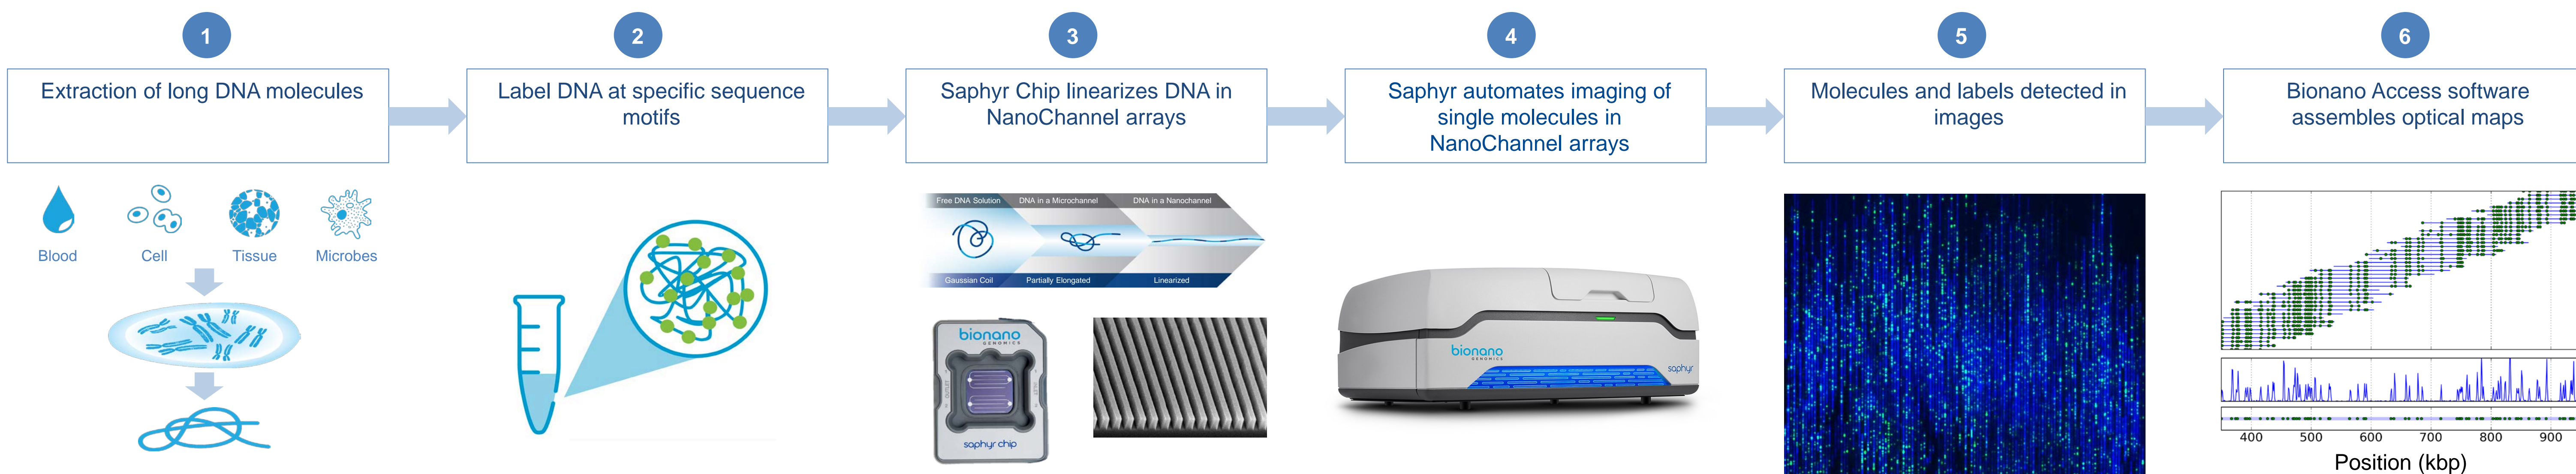 1
Extraction of long DNA molecules
Blood
Cell
Tissue
Microbes
2
Label DNA at specific sequence
motifs
3
Saphyr Chip linearizes DNA in
NanoChannel arrays
Free DNA Solution
DNA in a Microchannel
DNA in a Nanochannel
Gaussian Coil
Partially Elongated
Linearized
bionano
GENOMICS
saphyr chip
4
Saphyr automates imaging of
single molecules in
NanoChannel arrays
bionano
GENOMICS
saphyr
5
Molecules and labels detected in
images
6
Bionano Access software
assembles optical maps
400
500
600
700
800
900
Position (kbp)